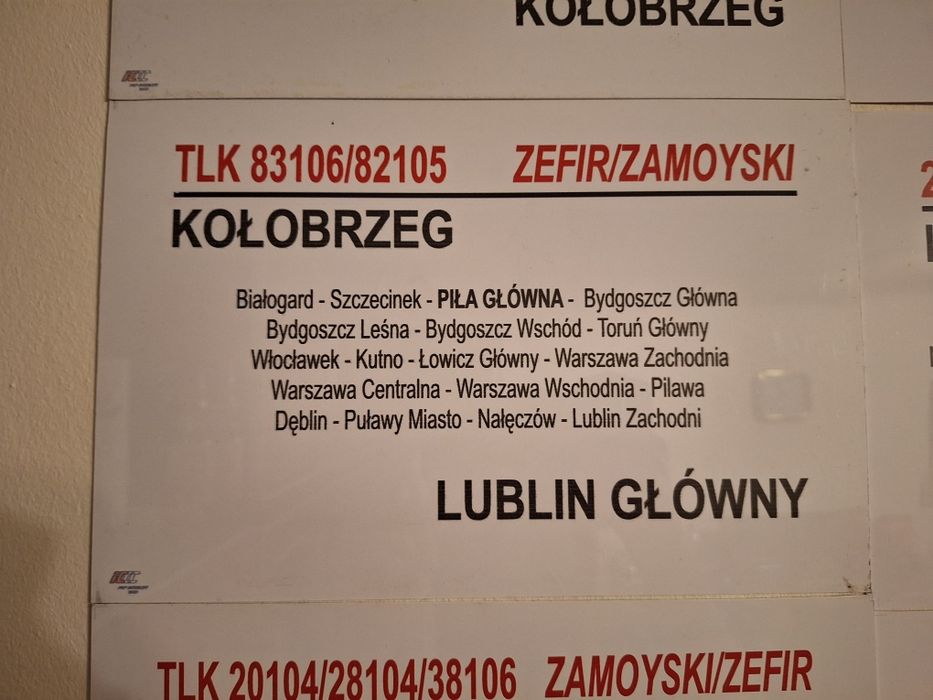 KOŁOBRZEG
TLK 83106/82105 ZEFIR/ZAMOYSKI
KOŁOBRZEG
Białogard - Szczecinek - PIŁA GŁÓWNA - Bydgoszcz Główna
Bydgoszcz Leśna - Bydgoszcz Wschód - Toruń Główny
Włocławek - Kutno - Łowicz Główny - Warszawa Zachodnia
Warszawa Centralna - Warszawa Wschodnia - Pilawa
Dęblin - Puławy Miasto - Nałęczów - Lublin Zachodni
LUBLIN GŁÓWNY
TLK 20104/28104/38106 ZAMOYSKI/ZEFIR